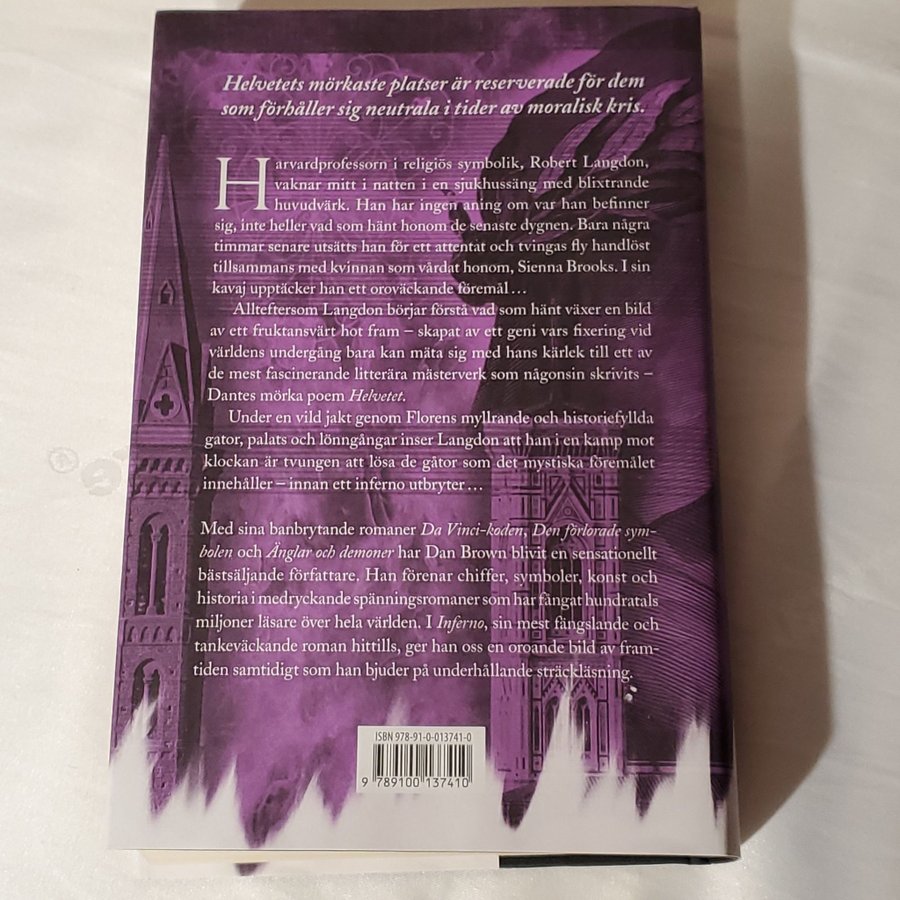 Helvetets mörkaste platser är reserverade för dem
som förhåller sig neutrala i tider av moralisk kris.
Harvardprofessorn i religiös symbolik, Robert Langdon,
vaknar mitt i natten i en sjukhussäng med blixtrande
huvudvärk. Han har ingen aning om var han befinner
sig, inte heller vad som hänt honom de senaste dygnen. Bara några
timmar senare utsätts han för ett attentat och tvingas fly handlöst
tillsammans med kvinnan som vårdat honom, Sienna Brooks. I sin
kavaj upptäcker han ett oroväckande föremål ...
Allteftersom Langdon börjar förstå vad som hänt växer en bild
av ett fruktansvärt hot fram – skapat av ett geni vars fixering vid
världens undergång bara kan mäta sig med hans kärlek till ett av
de mest fascinerande litterära mästerverk som någonsin skrivits –
Dantes mörka poem Helvetet.
Under en vild jakt genom Florens myllrande och historiefyllda
gator, palats och lönngångar inser Langdon att han i en kamp mot
klockan är tvungen att lösa de gåtor som det mystiska föremålet
innehåller – innan ett inferno utbryter ...
Med sina banbrytande romaner Da Vinci-koden, Den förlorade sym-
bolen och Änglar och demoner har Dan Brown blivit en sensationellt
bästsäljande författare. Han förenar chiffer, symboler, konst och
historia i medryckande spänningsromaner som har fångat hundratals
miljoner läsare över hela världen. I Inferno, sin mest fängslande och
tankeväckande roman hittills, ger han oss en oroande bild av fram-
tiden samtidigt som han bjuder på underhållande sträckläsning.
ISBN 978-91-0-013741-0
9 789100 137410